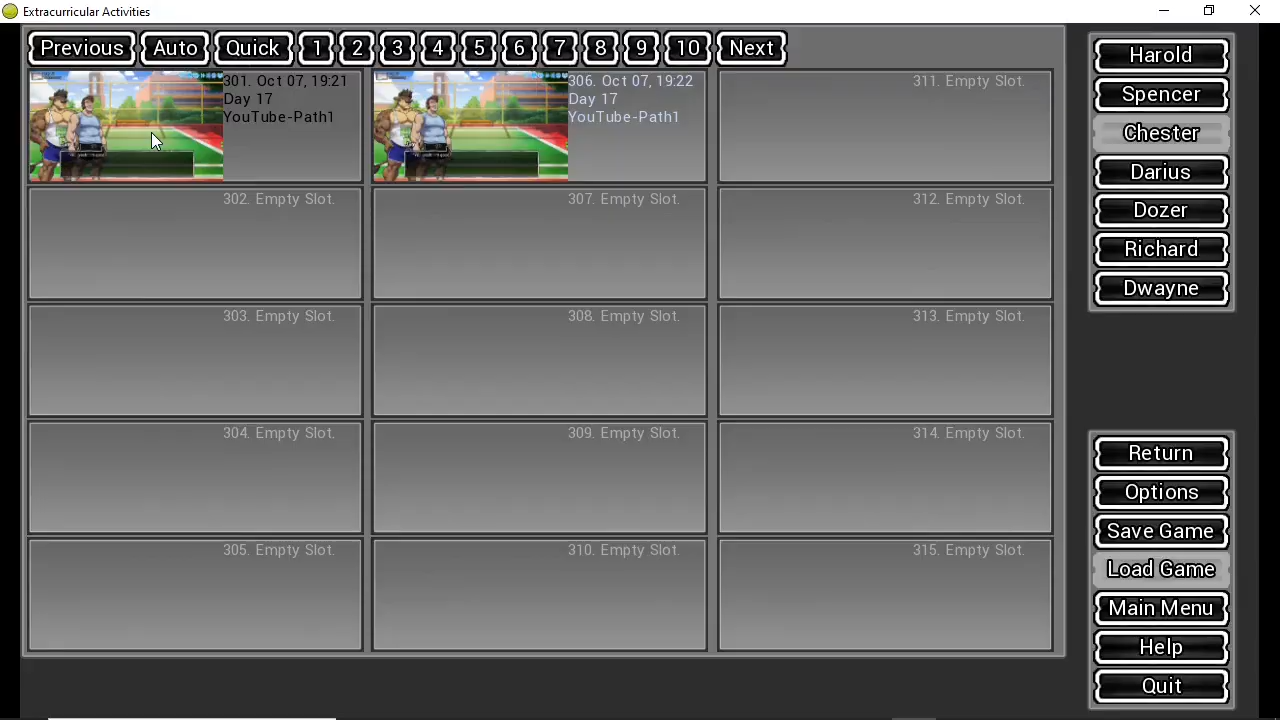 Extracurricular Activities
Previous Auto Quick 1 2 3 4 5 6 7 8 9 10 Next
301. Oct 07, 19:21
Day 17
YouTube-Path1
306. Oct 07, 19:22
Day 17
YouTube-Path1
311. Empty Slot.
302. Empty Slot.
307. Empty Slot.
312. Empty Slot.
303. Empty Slot.
308. Empty Slot.
313. Empty Slot.
304. Empty Slot.
309. Empty Slot.
314. Empty Slot.
305. Empty Slot.
310. Empty Slot.
315. Empty Slot.
Harold
Spencer
Chester
Darius
Dozer
Richard
Dwayne
Return
Options
Save Game
Load Game
Main Menu
Help
Quit